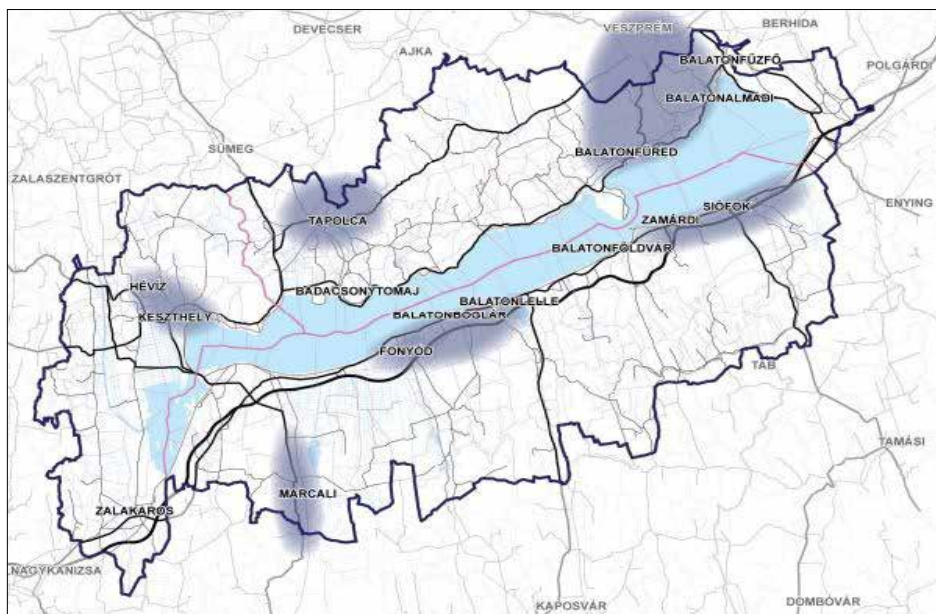 DEVECSER
VESZPRÉM
BERHIDA
AJKA
BALATONFŰZFŐ
POLGÁRDI
BALATONALMÁDI
SÜMEG
BALATONFÜRED
ZALASZENTGRÓT
ENYING
TAPOLCA
SIÓFOK
ZAMÁRDI
BALATONFÖLDVÁR
HÉVÍZ
BADACSONYTOMAJ
BALATONLELLE
KESZTHELY
BALATONBOGLÁR
FONYÓD
TAB
TAMÁSI
MARCALI
ZALAKAROS
NAGYKANIZSA
DOMBÓVÁR
KAPOSVÁR